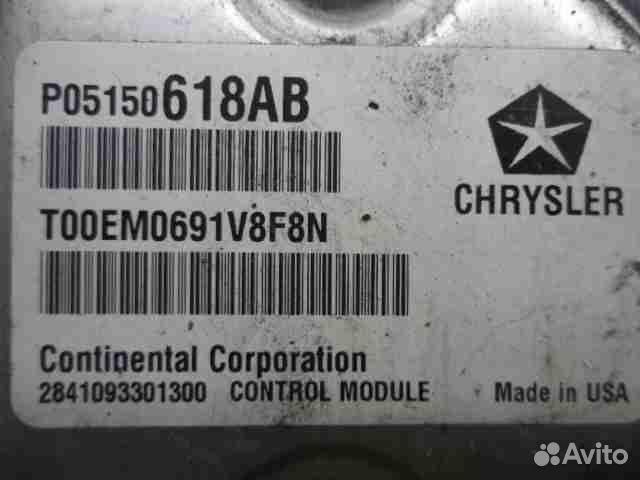 P05150618AB
CHRYSLER
T00EM0691V8F8N
Continental Corporation
2841093301300 CONTROL MODULE Made in USA
Avito